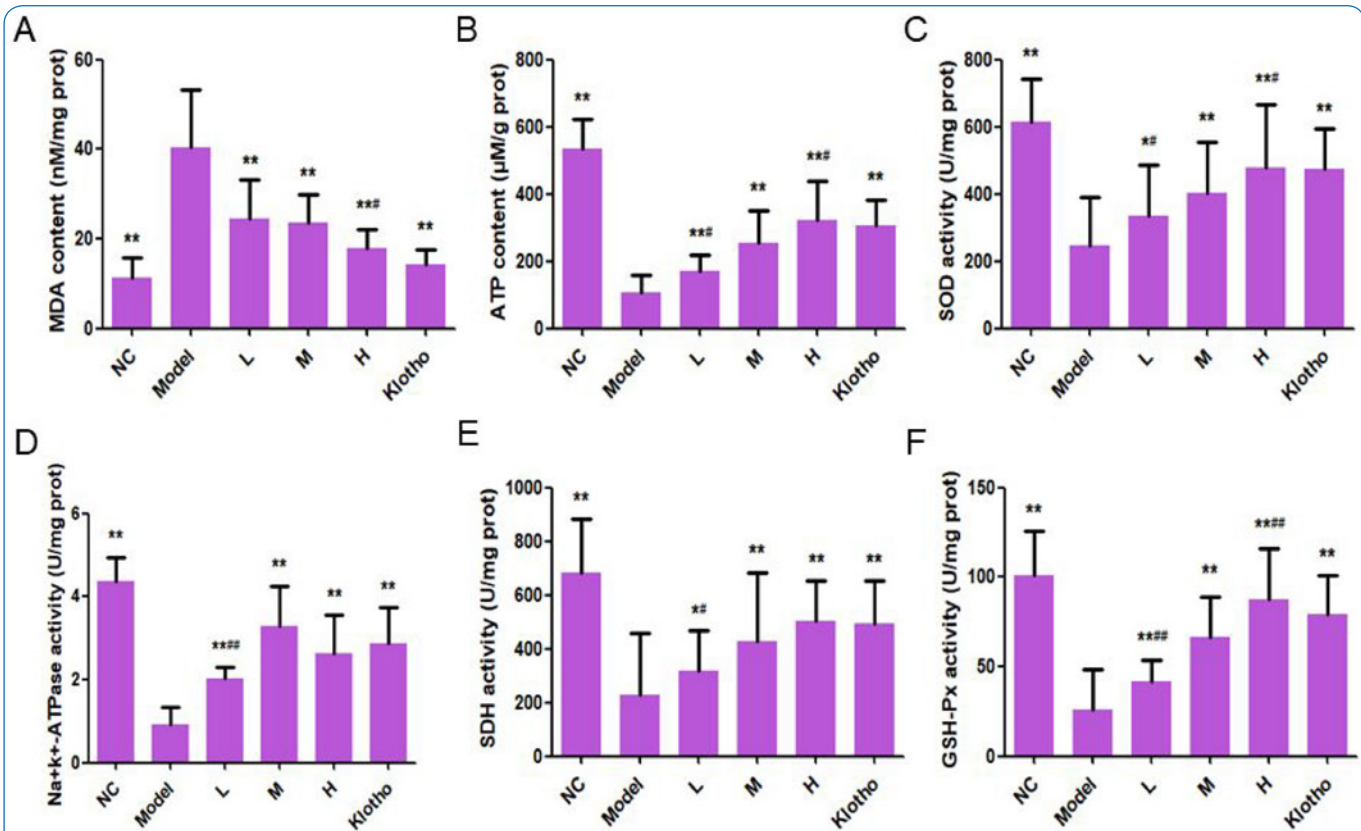 A
MDA content (nM/mg prot)
60
40
20
0
**
**
**
**#
**
NC
Model
L
M
H
Klotho
B
ATP content (µM/g prot)
800
600
400
200
0
**
**#
**
**#
**
NC
Model
L
M
H
Klotho
C
SOD activity (U/mg prot)
800
600
400
200
0
**
*#
**
**#
**
NC
Model
L
M
H
Klotho
D
Na+k+-ATPase activity (U/mg prot)
6
4
2
0
**
**##
**
**
**
NC
Model
L
M
H
Klotho
E
SDH activity (U/mg prot)
1000
800
600
400
200
0
**
*#
**
**
**
NC
Model
L
M
H
Klotho
F
GSH-Px activity (U/mg prot)
150
100
50
0
**
**##
**
**##
**
NC
Model
L
M
H
Klotho